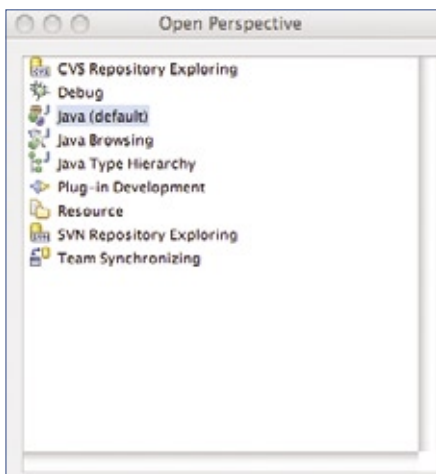 Open Perspective
CVS Repository Exploring
Debug
Java (default)
Java Browsing
Java Type Hierarchy
Plug-in Development
Resource
SVN Repository Exploring
Team Synchronizing